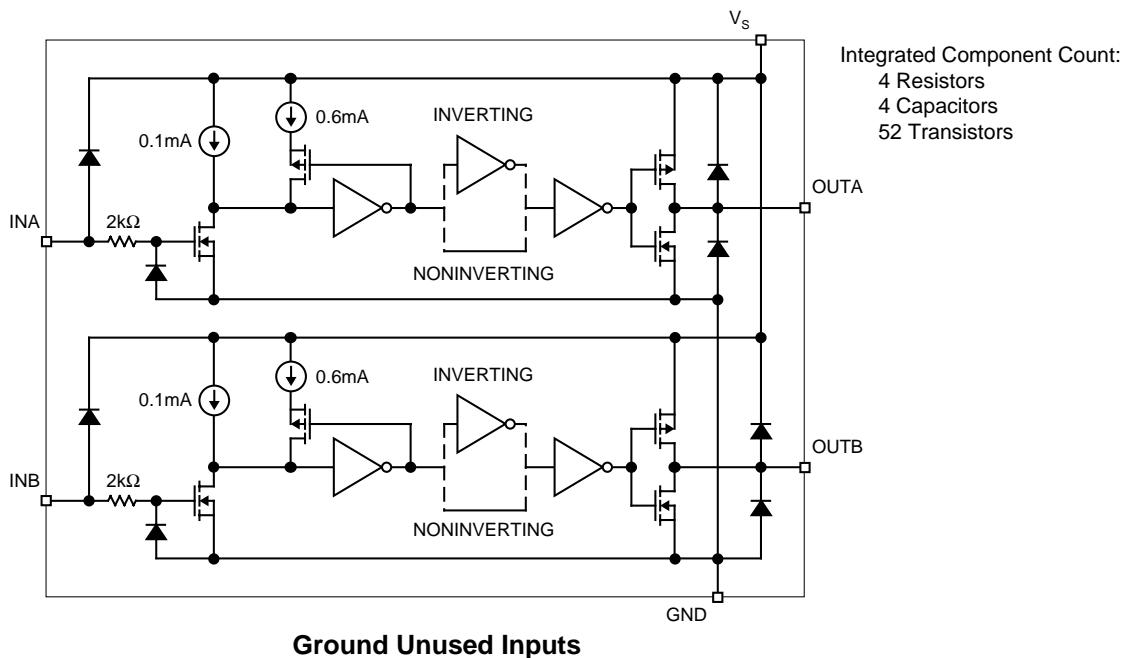 V_S
Integrated Component Count:
4 Resistors
4 Capacitors
52 Transistors
0.1mA
0.6mA
INVERTING
OUTA
INA
2kΩ
NONINVERTING
0.1mA
0.6mA
INVERTING
OUTB
INB
2kΩ
NONINVERTING
GND
Ground Unused Inputs